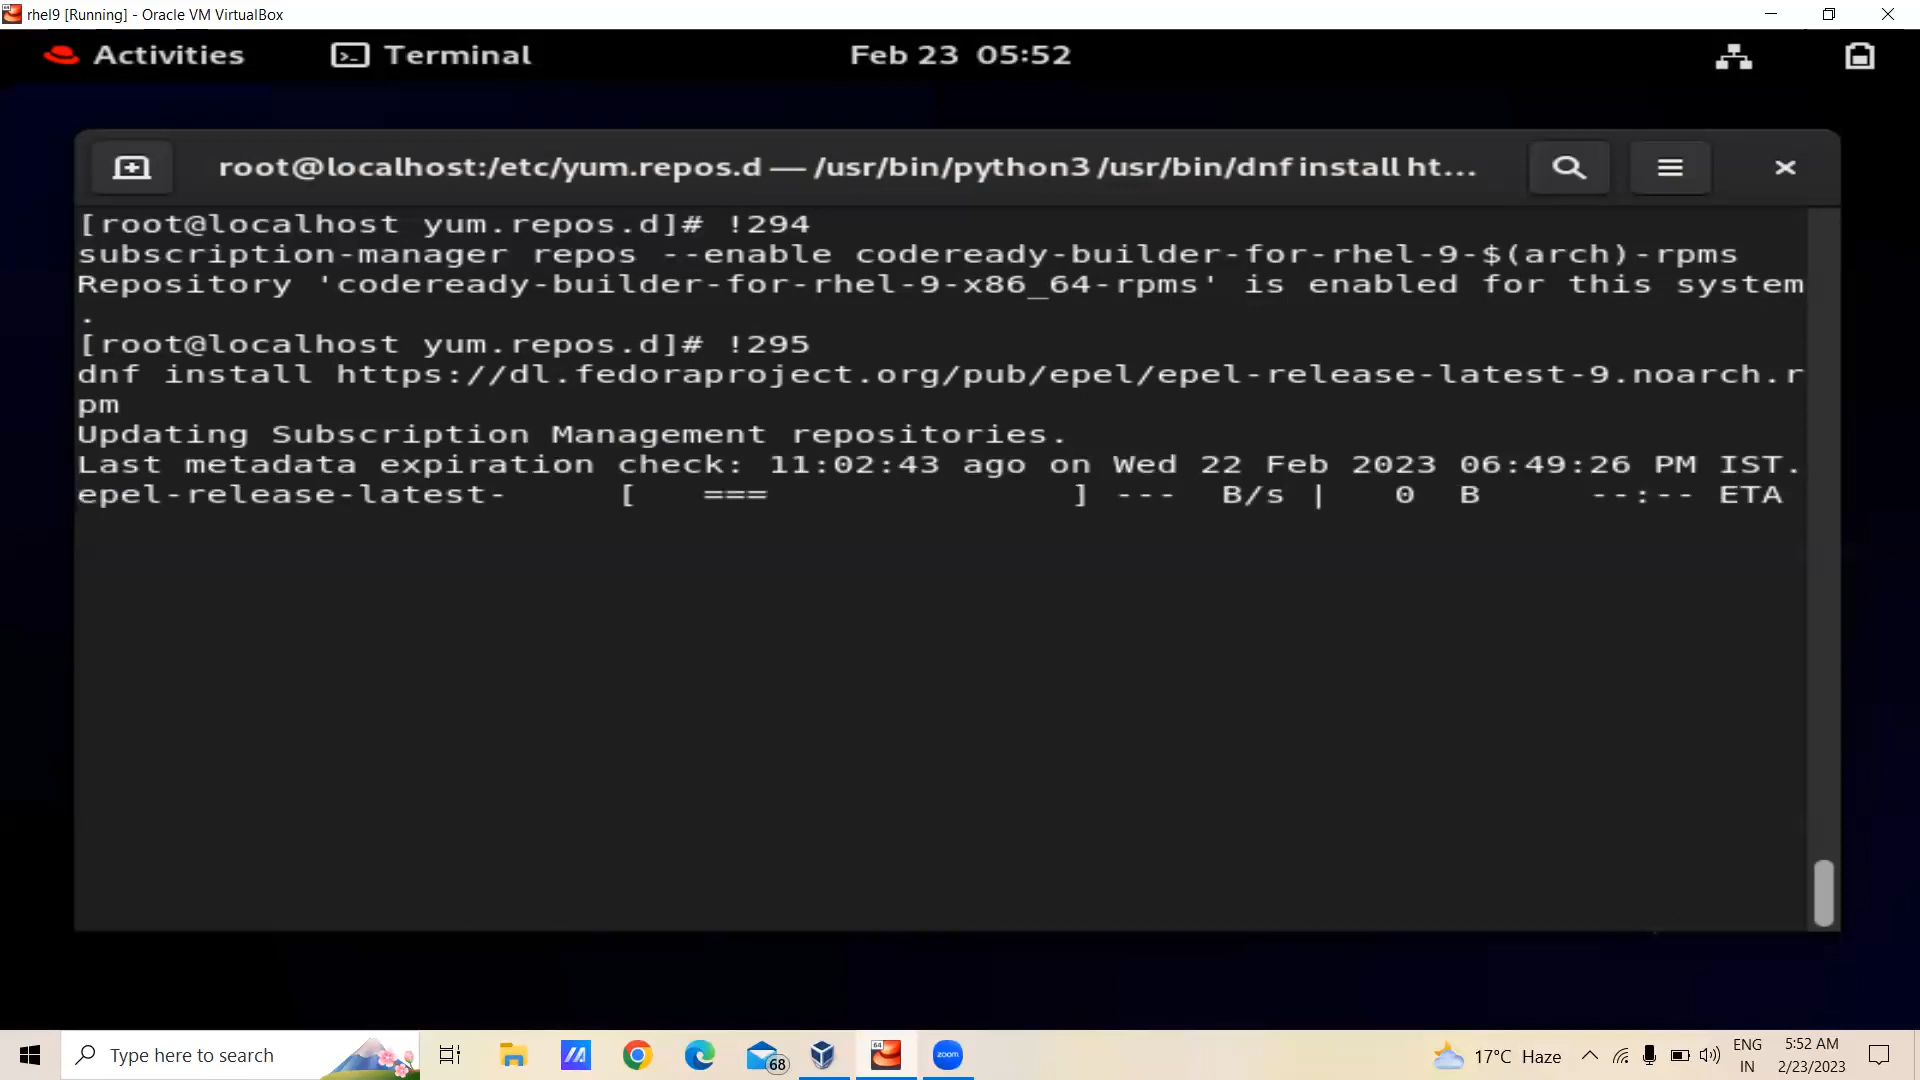 rhel9 [Running] - Oracle VM VirtualBox
Activities Terminal Feb 23 05:52
root@localhost:/etc/yum.repos.d — /usr/bin/python3 /usr/bin/dnf install ht...
[root@localhost yum.repos.d]# !294
subscription-manager repos --enable codeready-builder-for-rhel-9-$(arch)-rpms
Repository 'codeready-builder-for-rhel-9-x86_64-rpms' is enabled for this system
.
[root@localhost yum.repos.d]# !295
dnf install https://dl.fedoraproject.org/pub/epel/epel-release-latest-9.noarch.r
pm
Updating Subscription Management repositories.
Last metadata expiration check: 11:02:43 ago on Wed 22 Feb 2023 06:49:26 PM IST.
epel-release-latest- [ === ] --- B/s | 0 B --:-- ETA
Type here to search 68 64 zoom 17°C Haze ENG IN 5:52 AM 2/23/2023